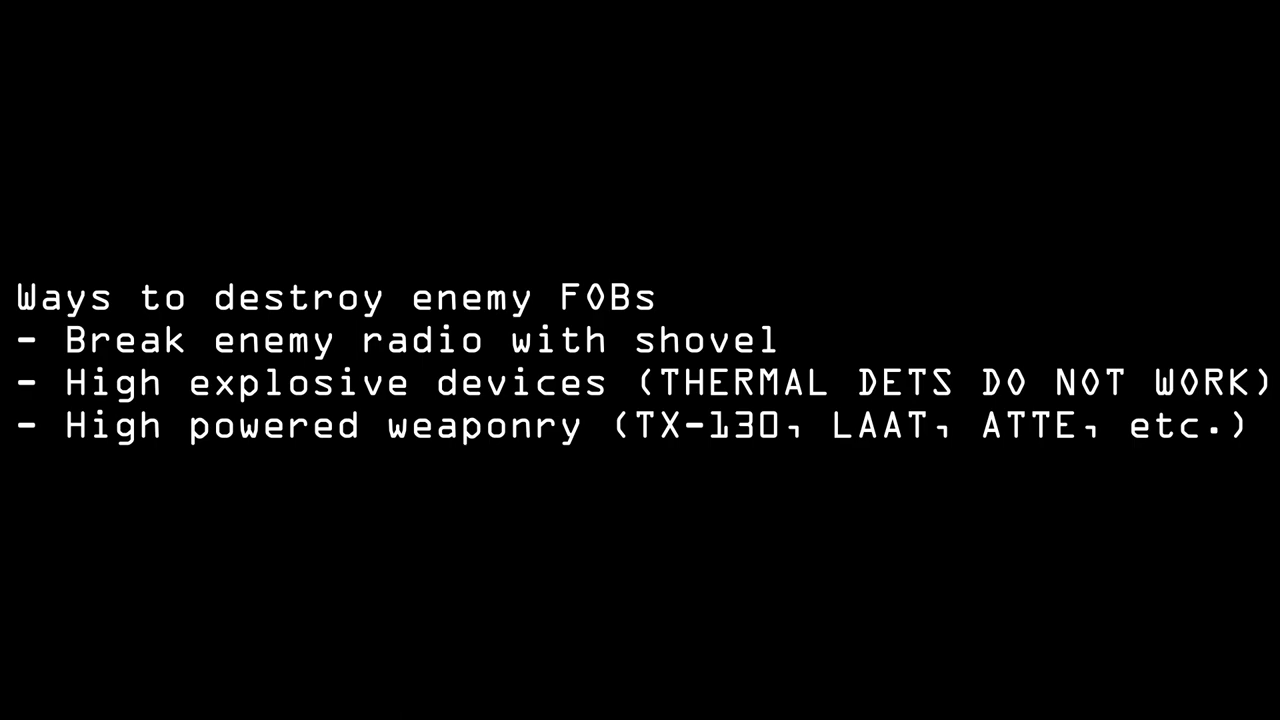 Ways to destroy enemy FOBs
- Break enemy radio with shovel
- High explosive devices (THERMAL DETS DO NOT WORK)
- High powered weaponry (TX-130, LAAT, ATTE, etc.)